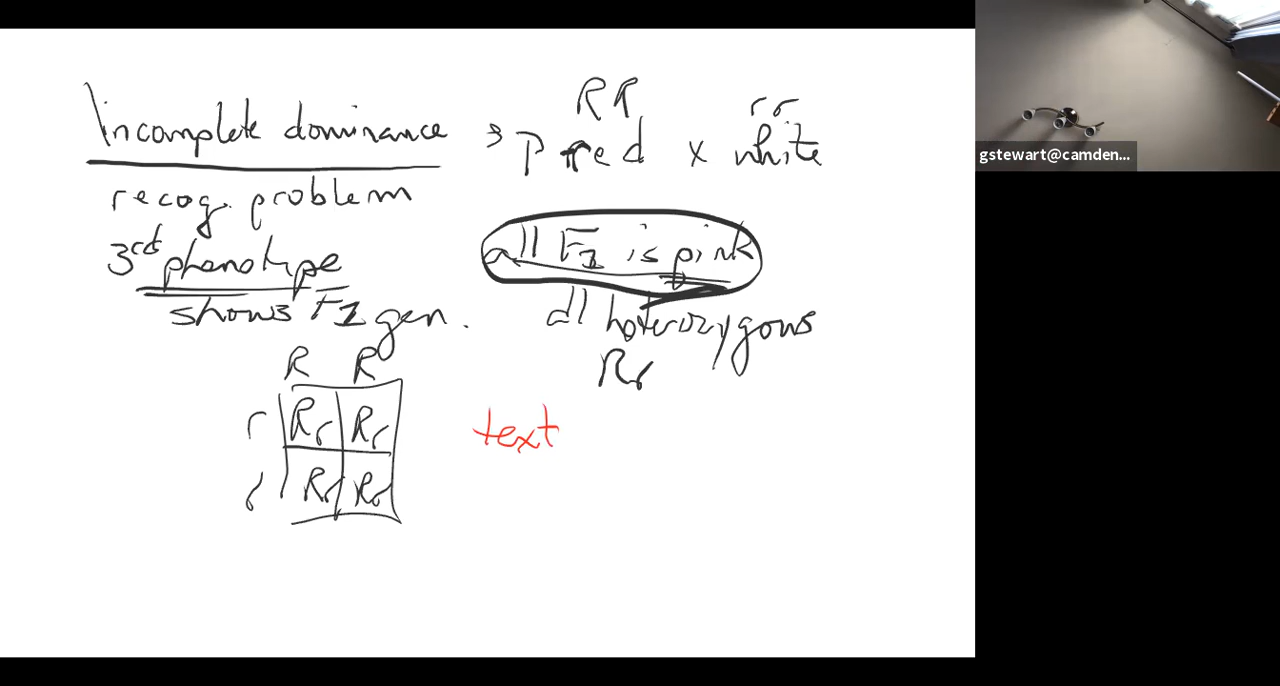 Incomplete dominance
recog. problem
3rd phenotype
shows F1 gen.
RR rr
P red x white
all F1 is pink
all heterozygous
Rr
R R
r Rr Rr
r Rr Rr
text
gstewart@camden...